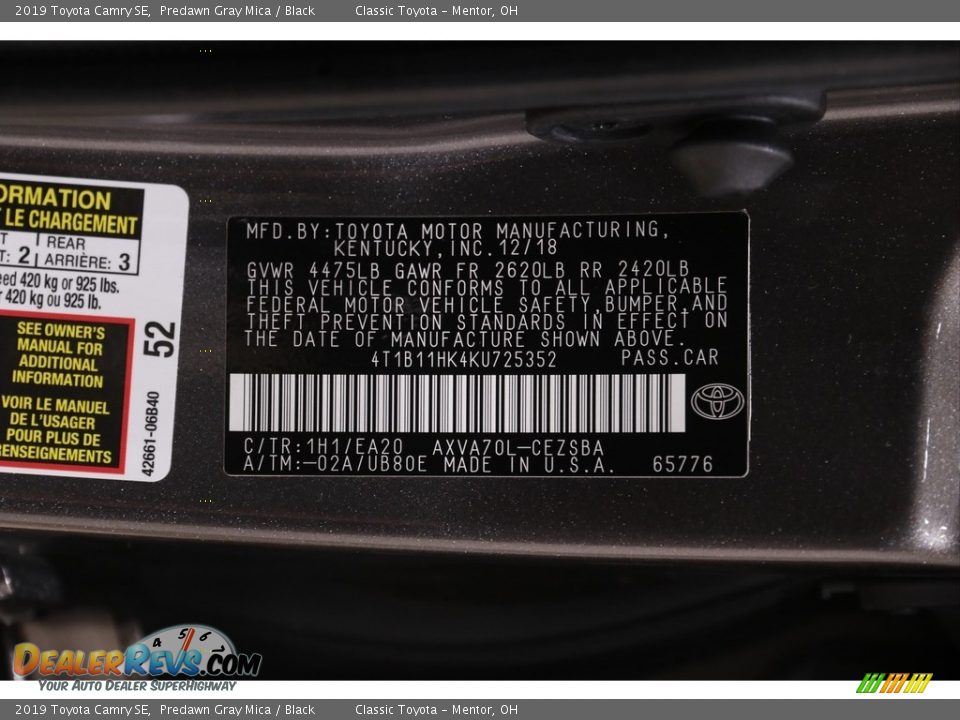 2019 Toyota Camry SE, Predawn Gray Mica / Black Classic Toyota - Mentor, OH
ORMATION
LE CHARGEMENT
REAR
2 ARRIÈRE: 3
eed 420 kg or 925 lbs.
r 420 kg ou 925 lb.
SEE OWNER'S
MANUAL FOR
ADDITIONAL
INFORMATION
VOIR LE MANUEL
DE L'USAGER
POUR PLUS DE
RENSEIGNEMENTS
52
42661-06B40
MFD.BY:TOYOTA MOTOR MANUFACTURING,
KENTUCKY,INC.12/18
GVWR 4475LB GAWR FR 2620LB RR 2420LB
THIS VEHICLE CONFORMS TO ALL APPLICABLE
FEDERAL MOTOR VEHICLE SAFETY,BUMPER,AND
THEFT PREVENTION STANDARDS IN EFFECT ON
THE DATE OF MANUFACTURE SHOWN ABOVE.
4T1B11HK4KU725352 PASS.CAR
C/TR:1H1/EA20 AXVA70L-CEZSBA
A/TM:-02A/UB80E MADE IN U.S.A. 65776
4 5 6
DEALERREVS.COM
YOUR AUTO DEALER SUPERHIGHWAY
2019 Toyota Camry SE, Predawn Gray Mica / Black Classic Toyota - Mentor, OH